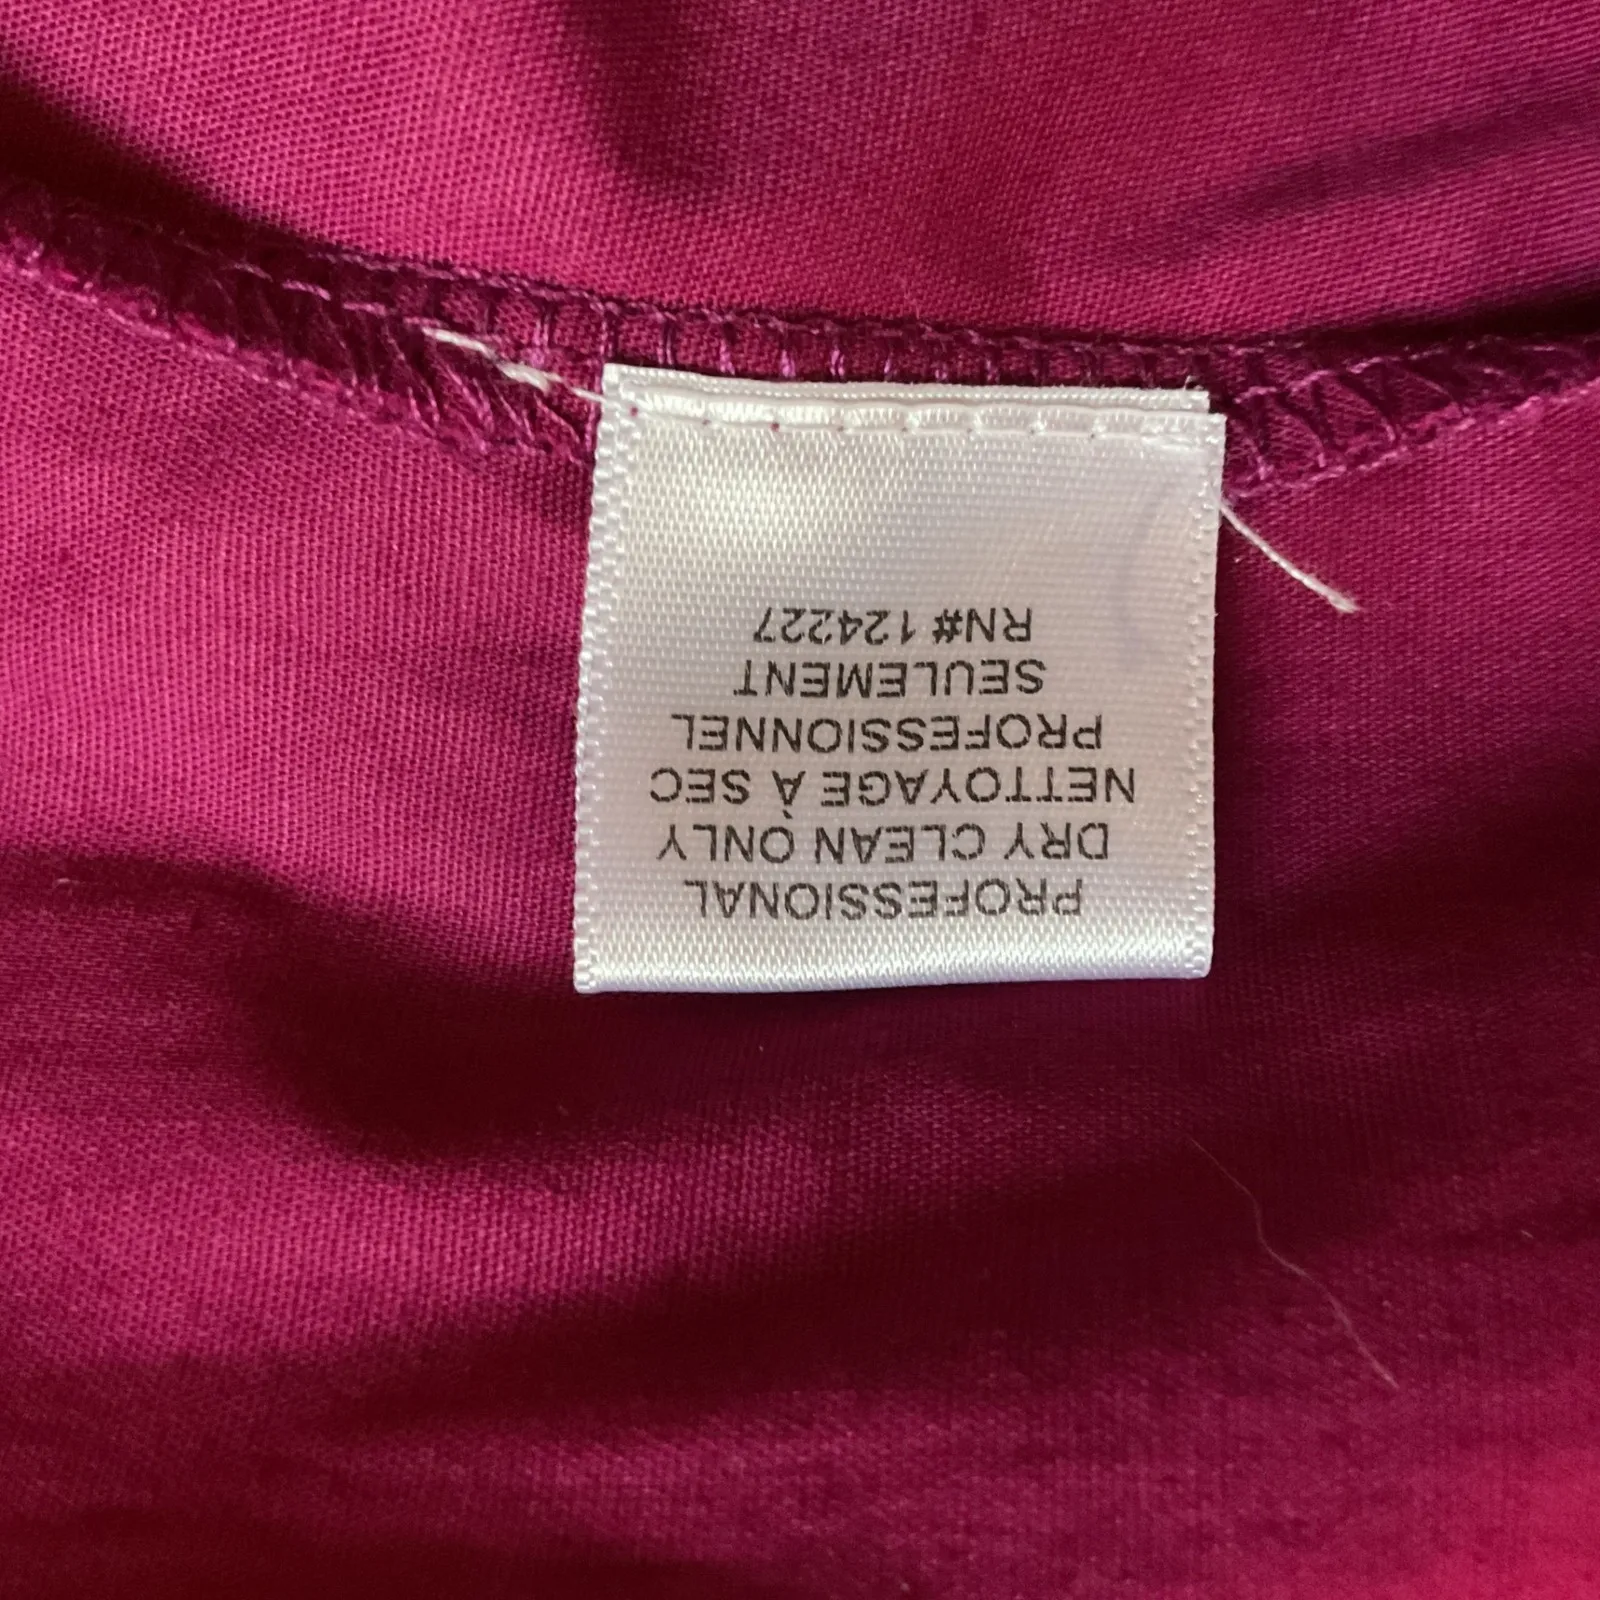 PROFESSIONAL
DRY CLEAN ONLY
NETTOYAGE À SEC
PROFESSIONNEL
SEULEMENT
RN# 124227